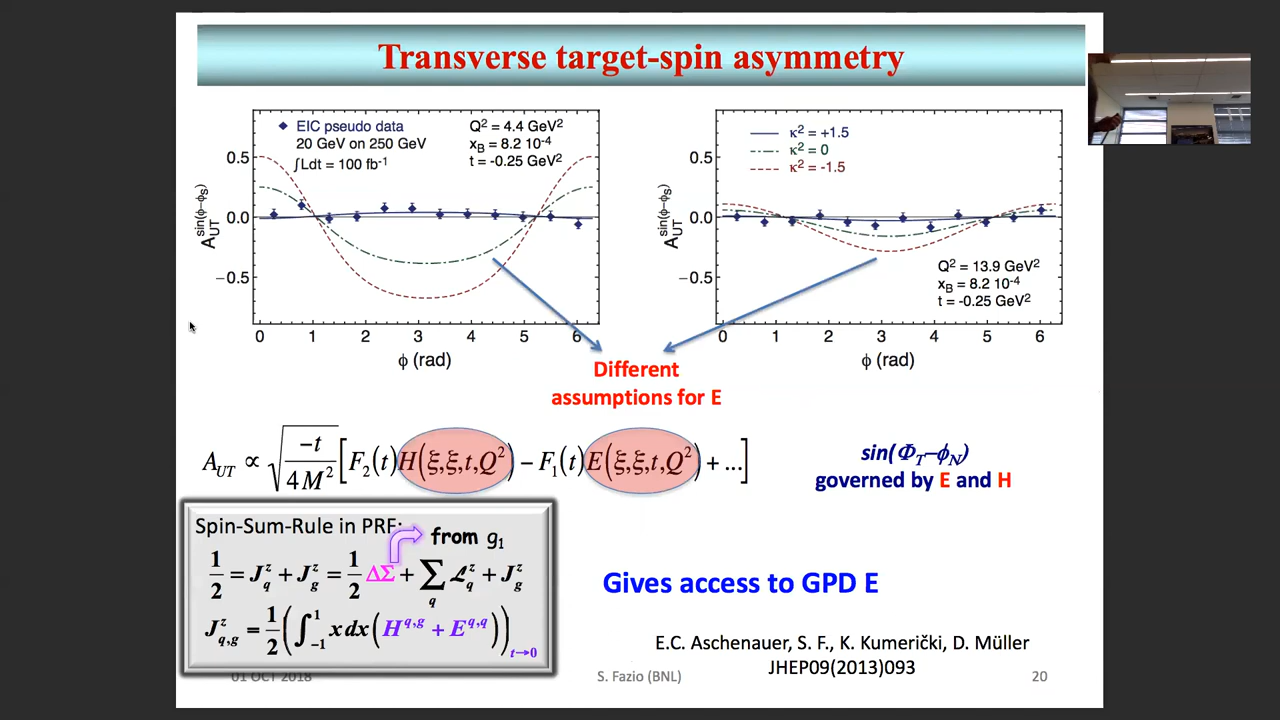 Transverse target-spin asymmetry
EIC pseudo data
20 GeV on 250 GeV
∫Ldt = 100 fb⁻¹
Q² = 4.4 GeV²
x_B = 8.2 10⁻⁴
t = -0.25 GeV²
A_UT^sin(ϕ−ϕ_S)
0.5
0.0
−0.5
0 1 2 3 4 5 6
ϕ (rad)
κ² = +1.5
κ² = 0
κ² = -1.5
Q² = 13.9 GeV²
x_B = 8.2 10⁻⁴
t = -0.25 GeV²
A_UT^sin(ϕ−ϕ_S)
0.5
0.0
−0.5
0 1 2 3 4 5 6
ϕ (rad)
Different
assumptions for E
A_UT ∝ √(−t/4M²) [F₂(t)H(ξ,ξ,t,Q²) − F₁(t)E(ξ,ξ,t,Q²) + ...]
sin(Φ_T−ϕ_N)
governed by E and H
Spin-Sum-Rule in PRF:
from g₁
1/2 = J_q^z + J_g^z = 1/2 ΔΣ + ∑_q ℒ_q^z + J_g^z
J_q,g^z = 1/2 (∫_−1^1 x dx (H^q,g + E^q,q))_t→0
Gives access to GPD E
E.C. Aschenauer, S. F., K. Kumerički, D. Müller
JHEP09(2013)093
01 OCT 2018
S. Fazio (BNL)
20